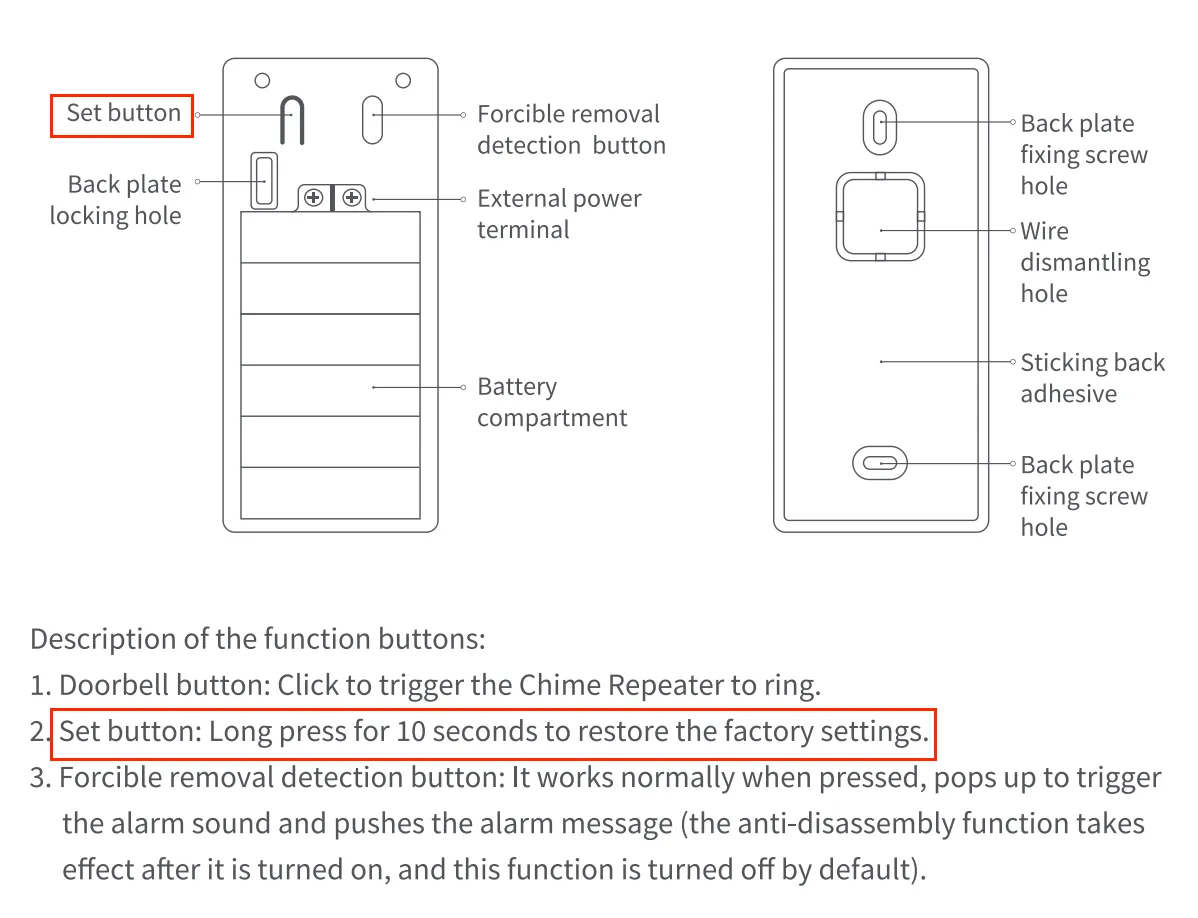 Set button
Back plate
locking hole
Forcible removal
detection button
External power
terminal
Battery
compartment
Back plate
fixing screw
hole
Wire
dismantling
hole
Sticking back
adhesive
Back plate
fixing screw
hole
Description of the function buttons:
1. Doorbell button: Click to trigger the Chime Repeater to ring.
2. Set button: Long press for 10 seconds to restore the factory settings.
3. Forcible removal detection button: It works normally when pressed, pops up to trigger
the alarm sound and pushes the alarm message (the anti-disassembly function takes
effect after it is turned on, and this function is turned off by default).